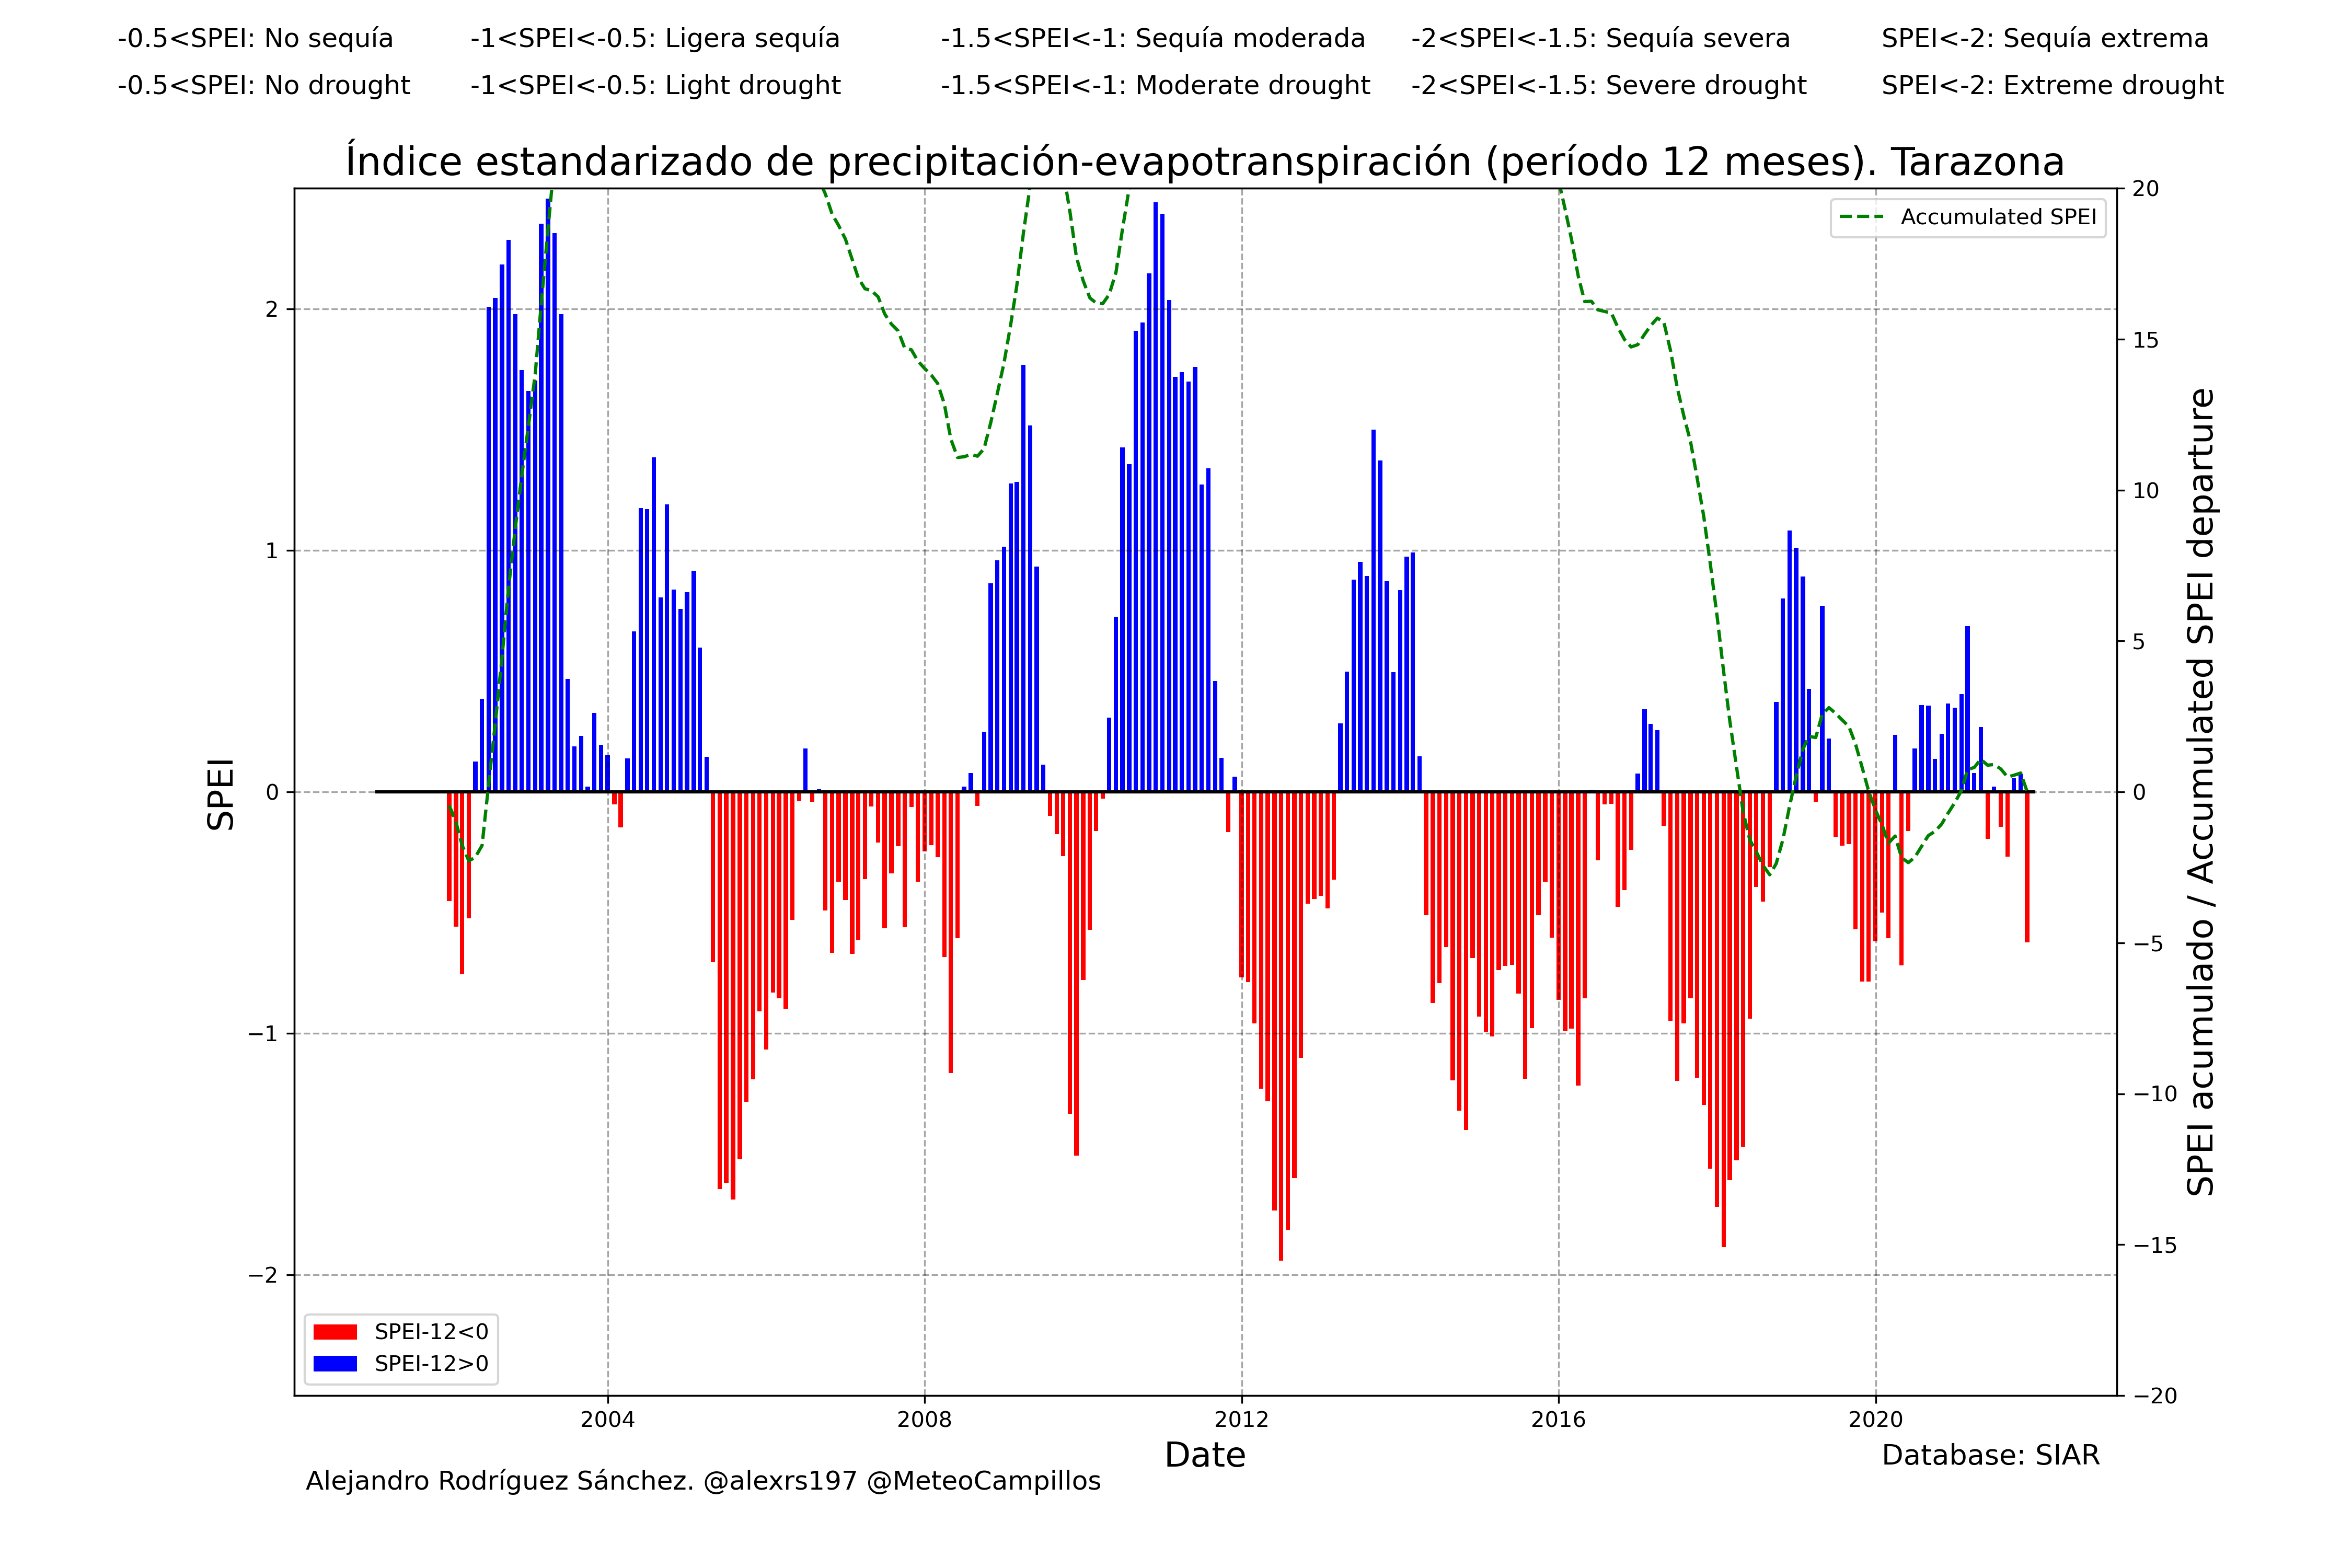 -0.5<SPEI: No sequía -1<SPEI<-0.5: Ligera sequía -1.5<SPEI<-1: Sequía moderada -2<SPEI<-1.5: Sequía severa SPEI<-2: Sequía extrema
-0.5<SPEI: No drought -1<SPEI<-0.5: Light drought -1.5<SPEI<-1: Moderate drought -2<SPEI<-1.5: Severe drought SPEI<-2: Extreme drought
Índice estandarizado de precipitación-evapotranspiración (período 12 meses). Tarazona
Accumulated SPEI
SPEI
2
1
0
−1
−2
20
15
10
5
0
−5
−10
−15
−20
SPEI acumulado / Accumulated SPEI departure
SPEI-12<0
SPEI-12>0
2004 2008 2012 2016 2020
Date
Database: SIAR
Alejandro Rodríguez Sánchez. @alexrs197 @MeteoCampillos